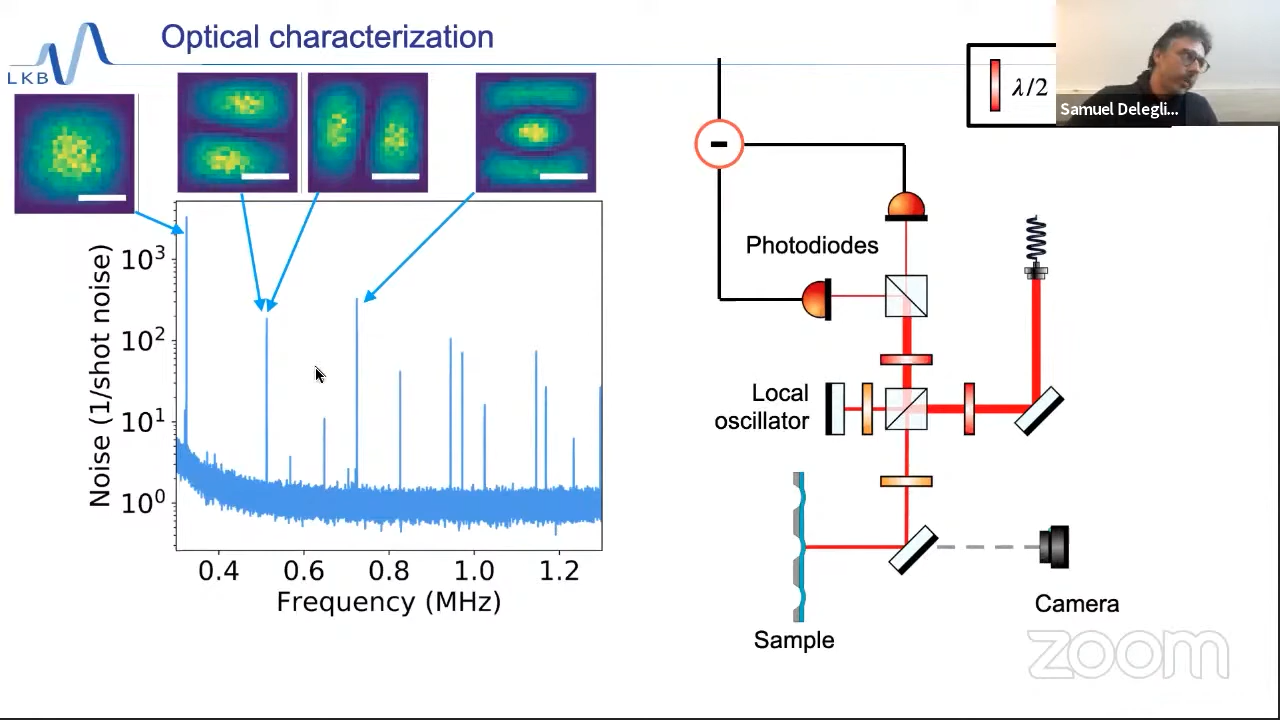 Optical characterization
LKB
λ/2
Samuel Delegli...
Photodiodes
Local
oscillator
Sample
Camera
Noise (1/shot noise)
10³
10²
10¹
10⁰
0.4 0.6 0.8 1.0 1.2
Frequency (MHz)
zoom